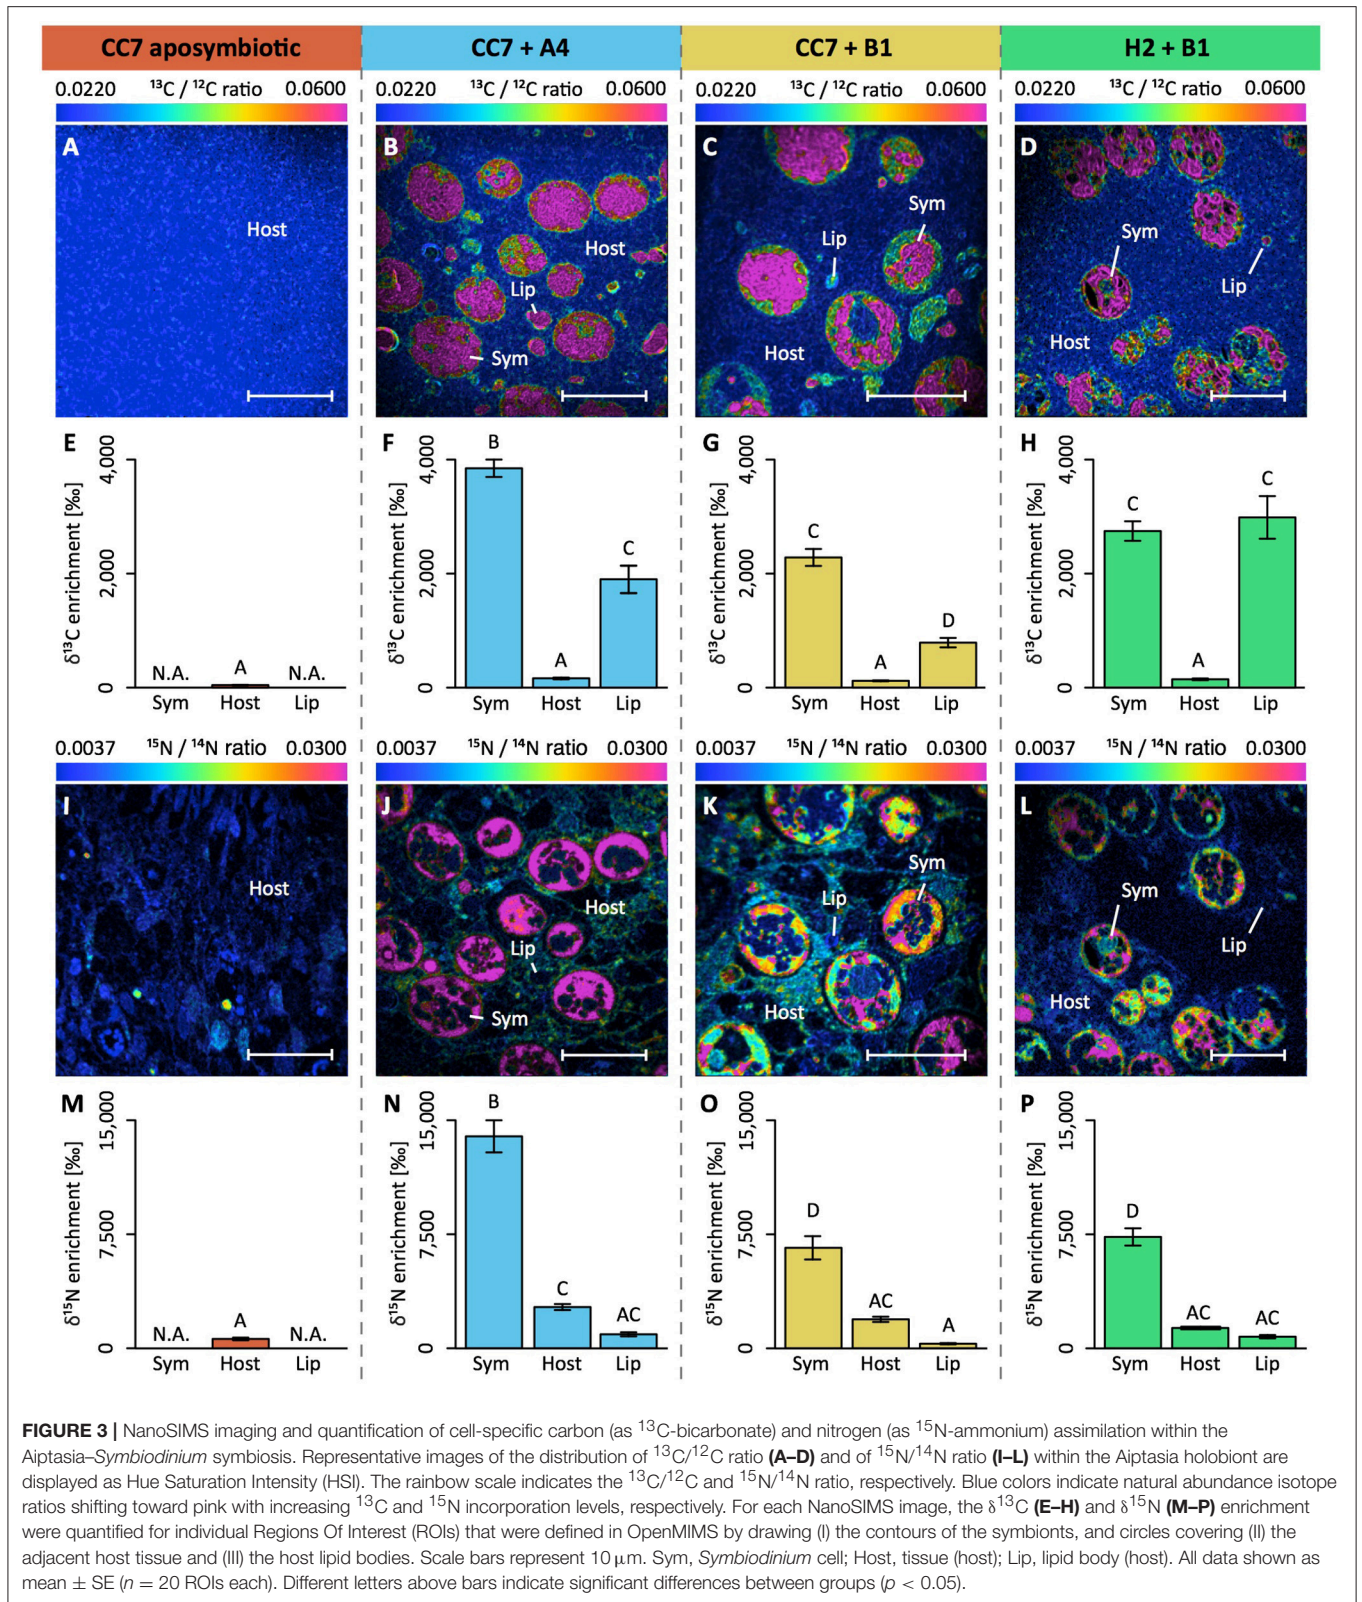 CC7 aposymbiotic CC7 + A4 CC7 + B1 H2 + B1
0.0220 ¹³C / ¹²C ratio 0.0600 0.0220 ¹³C / ¹²C ratio 0.0600 0.0220 ¹³C / ¹²C ratio 0.0600 0.0220 ¹³C / ¹²C ratio 0.0600
A Host
B Host Lip Sym
C Sym Lip Host
D Sym Lip Host
E δ¹³C enrichment [‰] 4,000 2,000 0 N.A. A N.A. Sym Host Lip
F δ¹³C enrichment [‰] 4,000 2,000 0 B A C Sym Host Lip
G δ¹³C enrichment [‰] 4,000 2,000 0 C A D Sym Host Lip
H δ¹³C enrichment [‰] 4,000 2,000 0 C A C Sym Host Lip
0.0037 ¹⁵N / ¹⁴N ratio 0.0300 0.0037 ¹⁵N / ¹⁴N ratio 0.0300 0.0037 ¹⁵N / ¹⁴N ratio 0.0300 0.0037 ¹⁵N / ¹⁴N ratio 0.0300
I Host
J Host Lip Sym
K Sym Lip Host
L Sym Lip Host
M δ¹⁵N enrichment [‰] 15,000 7,500 0 N.A. A N.A. Sym Host Lip
N δ¹⁵N enrichment [‰] 15,000 7,500 0 B C AC Sym Host Lip
O δ¹⁵N enrichment [‰] 15,000 7,500 0 D AC A Sym Host Lip
P δ¹⁵N enrichment [‰] 15,000 7,500 0 D AC AC Sym Host Lip
FIGURE 3 | NanoSIMS imaging and quantification of cell-specific carbon (as ¹³C-bicarbonate) and nitrogen (as ¹⁵N-ammonium) assimilation within the
Aiptasia–Symbiodinium symbiosis. Representative images of the distribution of ¹³C/¹²C ratio (A–D) and of ¹⁵N/¹⁴N ratio (I–L) within the Aiptasia holobiont are
displayed as Hue Saturation Intensity (HSI). The rainbow scale indicates the ¹³C/¹²C and ¹⁵N/¹⁴N ratio, respectively. Blue colors indicate natural abundance isotope
ratios shifting toward pink with increasing ¹³C and ¹⁵N incorporation levels, respectively. For each NanoSIMS image, the δ¹³C (E–H) and δ¹⁵N (M–P) enrichment
were quantified for individual Regions Of Interest (ROIs) that were defined in OpenMIMS by drawing (I) the contours of the symbionts, and circles covering (II) the
adjacent host tissue and (III) the host lipid bodies. Scale bars represent 10 μm. Sym, Symbiodinium cell; Host, tissue (host); Lip, lipid body (host). All data shown as
mean ± SE (n = 20 ROIs each). Different letters above bars indicate significant differences between groups (p < 0.05).